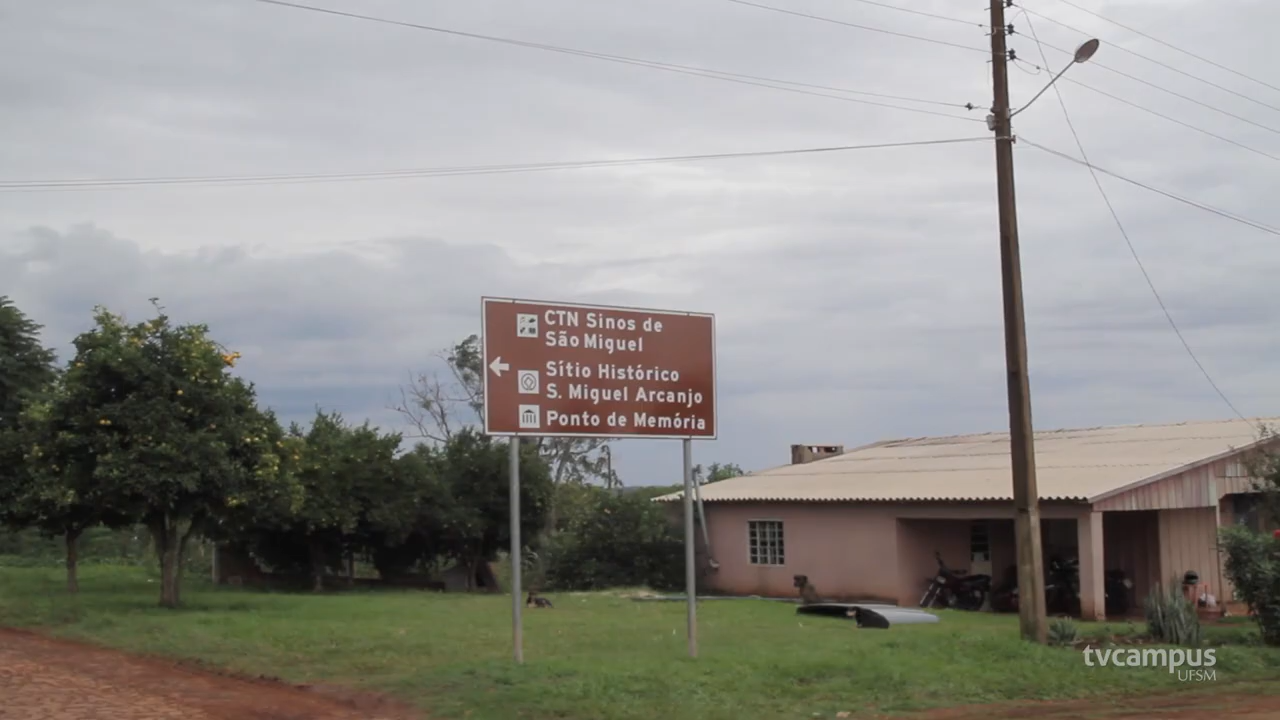 CTN Sinos de
São Miguel
Sítio Histórico
S. Miguel Arcanjo
Ponto de Memória
tvcampus
UFSM